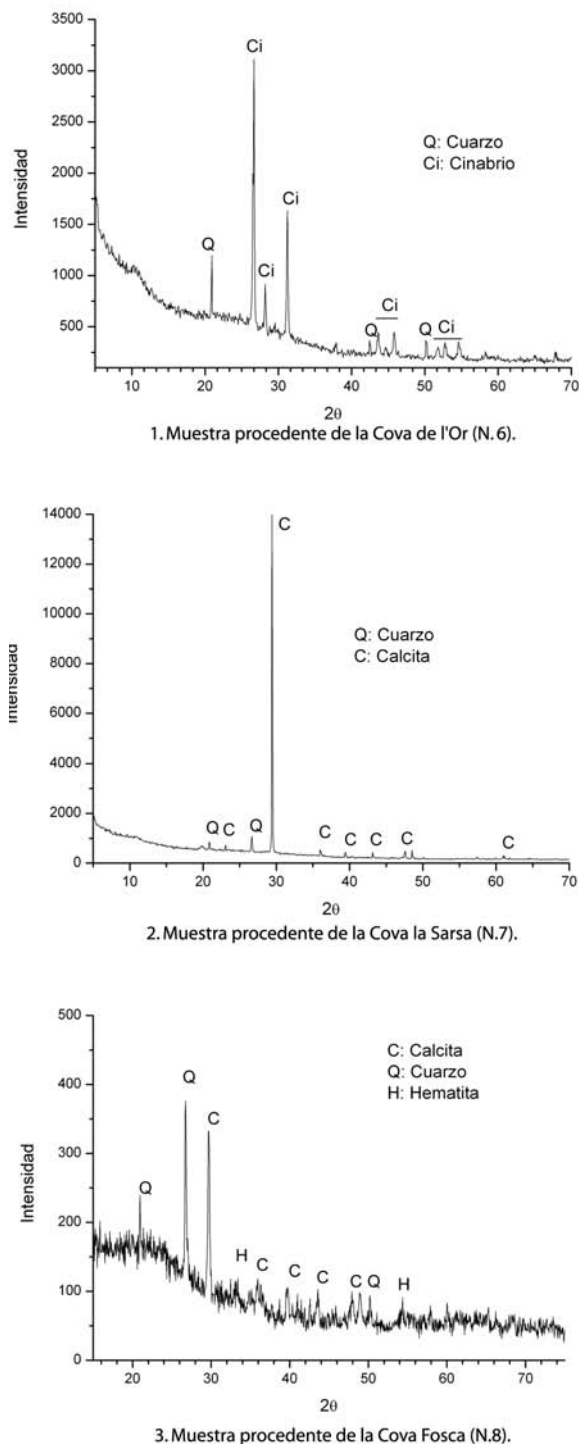 3500
3000
2500
2000
1500
1000
500
Intensidad
Ci
Q
Ci
Ci
Q: Cuarzo
Ci: Cinabrio
Q
Ci
Q
Ci
10 20 30 40 50 60 70
2θ
1. Muestra procedente de la Cova de l'Or (N. 6).
14000
12000
10000
8000
6000
4000
2000
0
Intensidad
C
Q: Cuarzo
C: Calcita
Q C Q C C C C C
10 20 30 40 50 60 70
2θ
2. Muestra procedente de la Cova la Sarsa (N.7).
500
400
300
200
100
0
Intensidad
C: Calcita
Q: Cuarzo
H: Hematita
Q
C
Q
H C C C C Q H
20 30 40 50 60 70
2θ
3. Muestra procedente de la Cova Fosca (N.8).